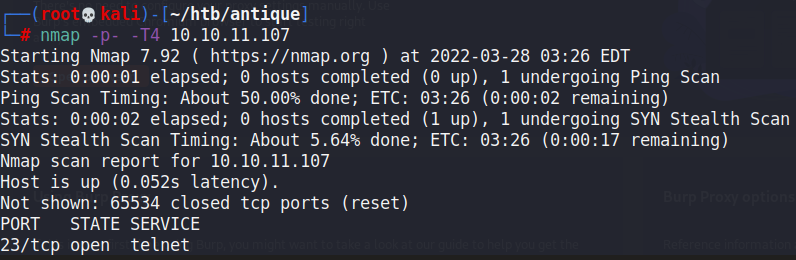 (root💀kali)-[~/htb/antique]
# nmap -p- -T4 10.10.11.107
Starting Nmap 7.92 ( https://nmap.org ) at 2022-03-28 03:26 EDT
Stats: 0:00:01 elapsed; 0 hosts completed (0 up), 1 undergoing Ping Scan
Ping Scan Timing: About 50.00% done; ETC: 03:26 (0:00:02 remaining)
Stats: 0:00:02 elapsed; 0 hosts completed (1 up), 1 undergoing SYN Stealth Scan
SYN Stealth Scan Timing: About 5.64% done; ETC: 03:26 (0:00:17 remaining)
Nmap scan report for 10.10.11.107
Host is up (0.052s latency).
Not shown: 65534 closed tcp ports (reset)
Burp Proxy options
PORT   STATE SERVICE
23/tcp open  telnet